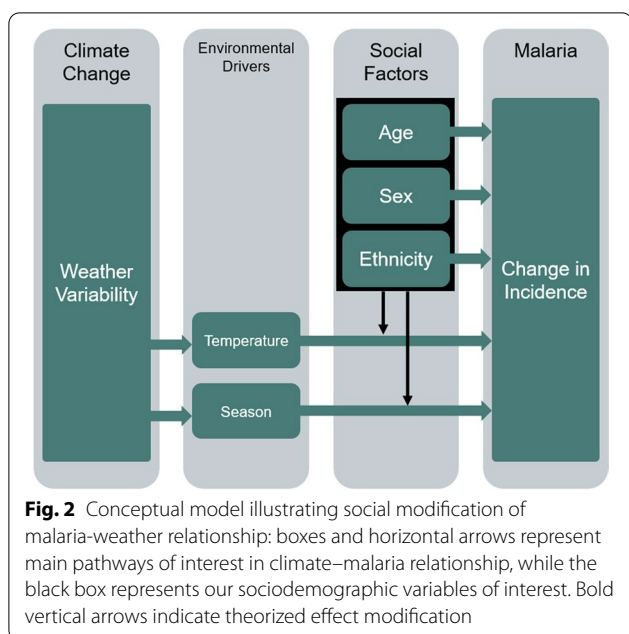 Climate
Change
Environmental
Drivers
Social
Factors
Malaria
Age
Sex
Ethnicity
Weather
Variability
Change in
Incidence
Temperature
Season
Fig. 2 Conceptual model illustrating social modification of
malaria-weather relationship: boxes and horizontal arrows represent
main pathways of interest in climate–malaria relationship, while the
black box represents our sociodemographic variables of interest. Bold
vertical arrows indicate theorized effect modification